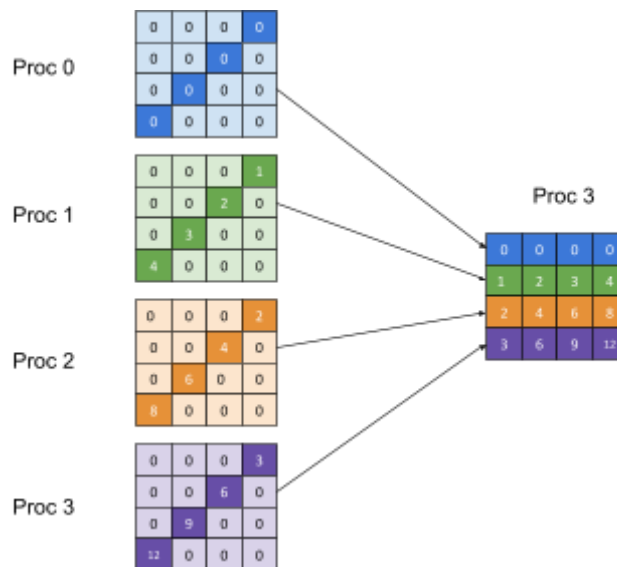 Proc 0
0 0 0 0
0 0 0 0
0 0 0 0
0 0 0 0
Proc 1
0 0 0 1
0 0 2 0
0 3 0 0
4 0 0 0
Proc 2
0 0 0 2
0 0 4 0
0 6 0 0
8 0 0 0
Proc 3
0 0 0 3
0 0 6 0
0 9 0 0
12 0 0 0
Proc 3
0 0 0 0
1 2 3 4
2 4 6 8
3 6 9 12